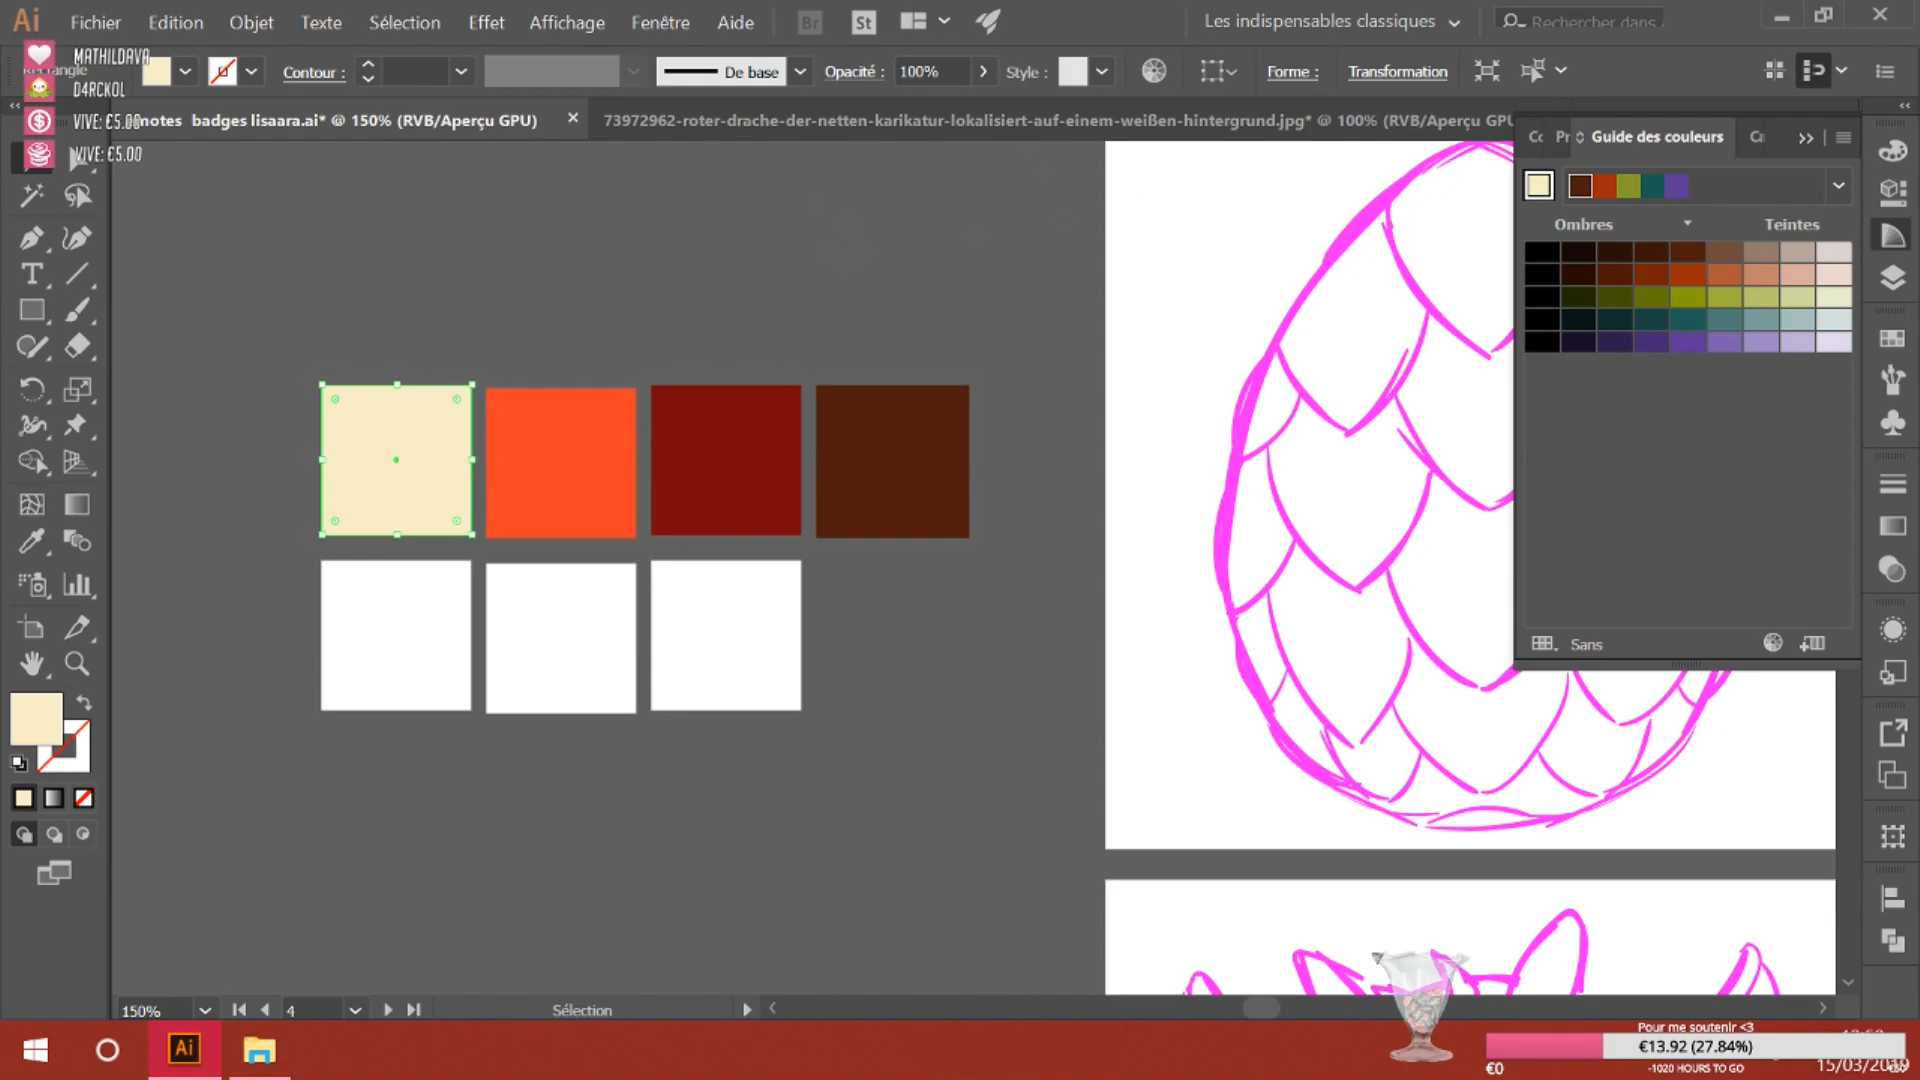 Ai Fichier Edition Objet Texte Sélection Effet Affichage Fenêtre Aide Br St Les indispensables classiques Rechercher dans
MATHILDAVA
Rectangle Contour : De base Opacité : 100% Style : Forme : Transformation
D4RCKOL
VIVE: €5.00
motes badges lisaara.ai* @ 150% (RVB/Aperçu GPU) 73972962-roter-drache-der-netten-karikatur-lokalisiert-auf-einem-weißen-hintergrund.jpg* @ 100% (RVB/Aperçu GPU
VIVE: €5.00
Guide des couleurs
Ombres Teintes
Sans
150% 4 Sélection
Ai
Pour me soutenir <3
€13.92 (27.84%)
€0 -1020 HOURS TO GO
15/03/2019